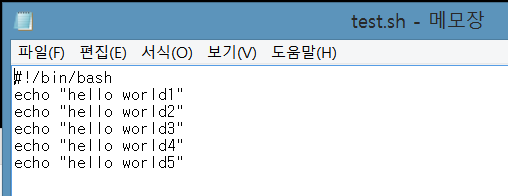 test.sh - 메모장
파일(F) 편집(E) 서식(O) 보기(V) 도움말(H)
#!/bin/bash
echo "hello world1"
echo "hello world2"
echo "hello world3"
echo "hello world4"
echo "hello world5"